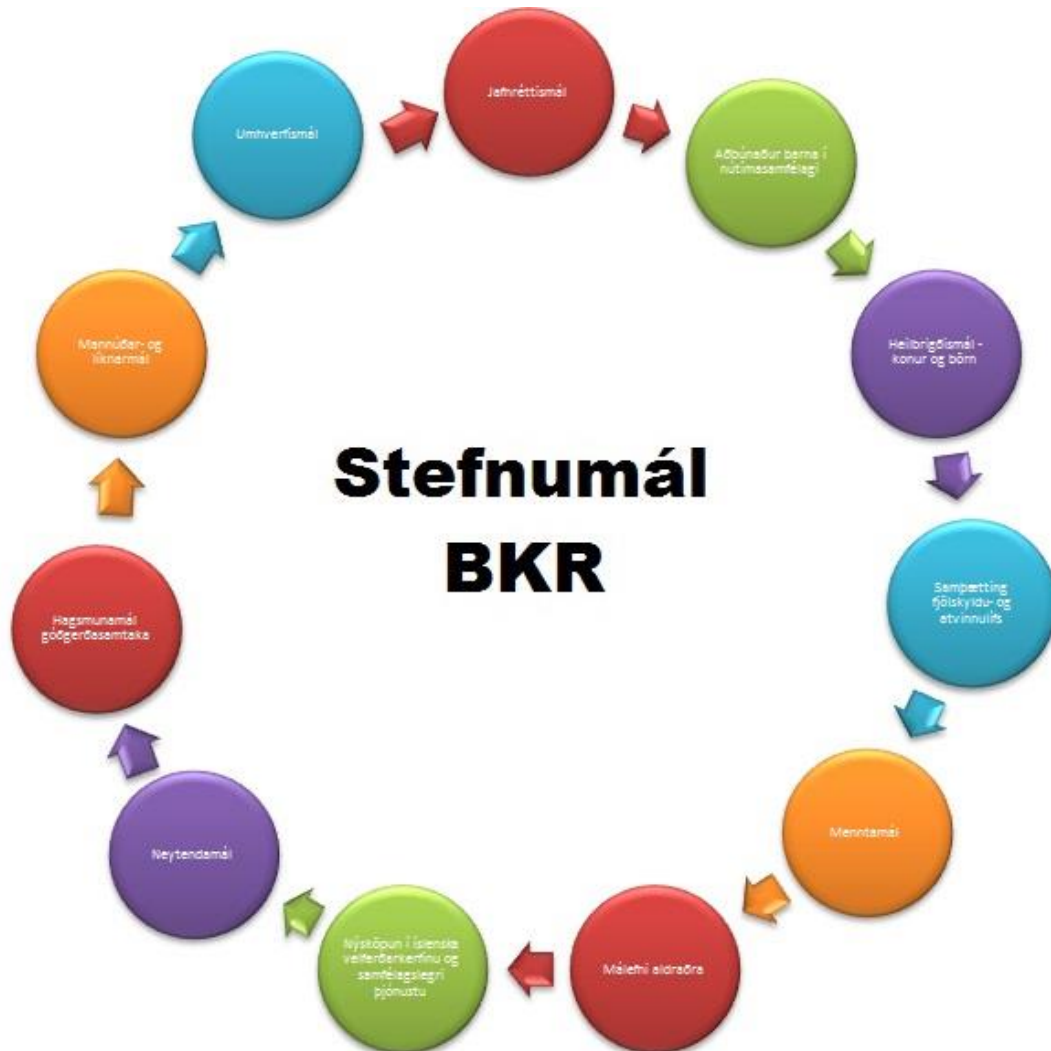 Jafnréttismál
Aðbúnaður barna í
nútímasamfélagi
Heilbrigðismál -
konur og börn
Samþætting
fjölskyldu- og
atvinnulífs
Menntamál
Málefni aldraðra
Nýsköpun í íslenska
velferðarkerfinu og
samfélagslegri
þjónustu
Neytendamál
Hagsmunamál
góðgerðasamtaka
Mannúðar- og
líknarmál
Umhverfismál
Stefnumál
BKR